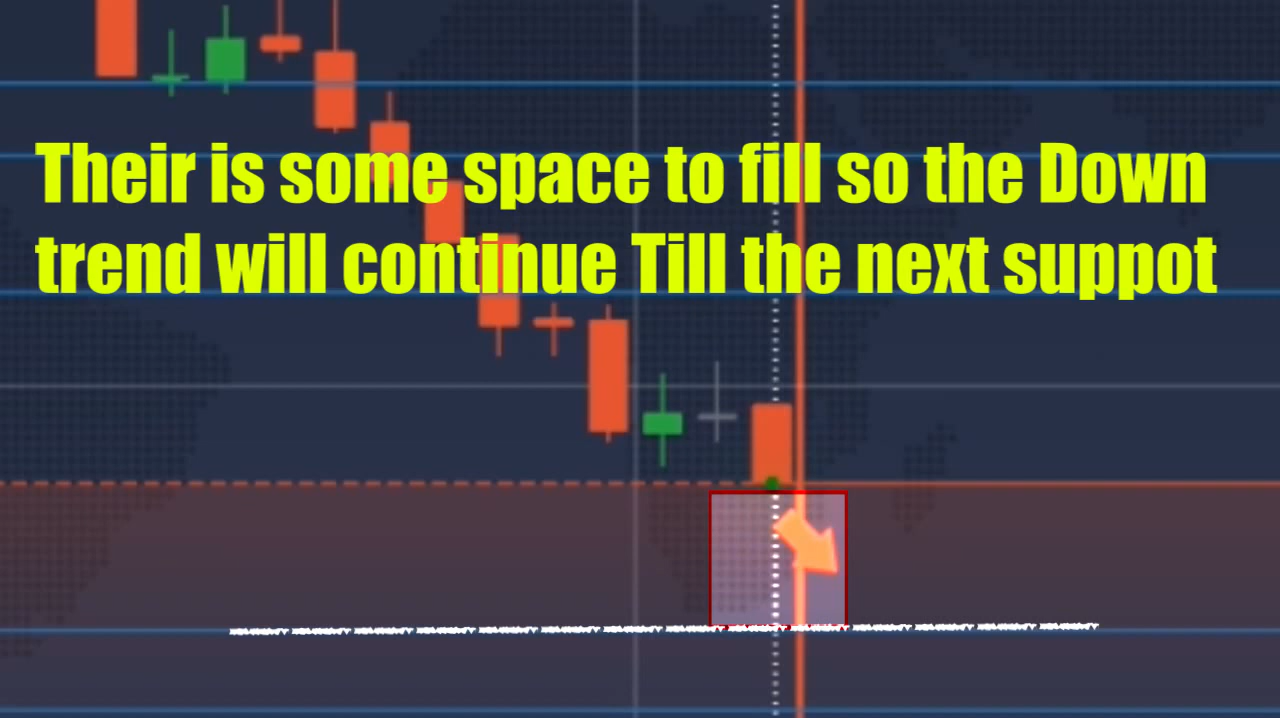 Their is some space to fill so the Down
trend will continue Till the next suppot